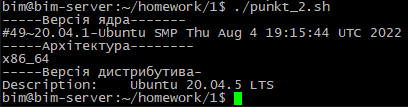 bim@bim-server:~/homework/1$ ./punkt_2.sh
-----Версія ядра--------
#49~20.04.1-Ubuntu SMP Thu Aug 4 19:15:44 UTC 2022
-----Архітектура--------
x86_64
-----Версія дистрибутива-
Description:    Ubuntu 20.04.5 LTS
bim@bim-server:~/homework/1$